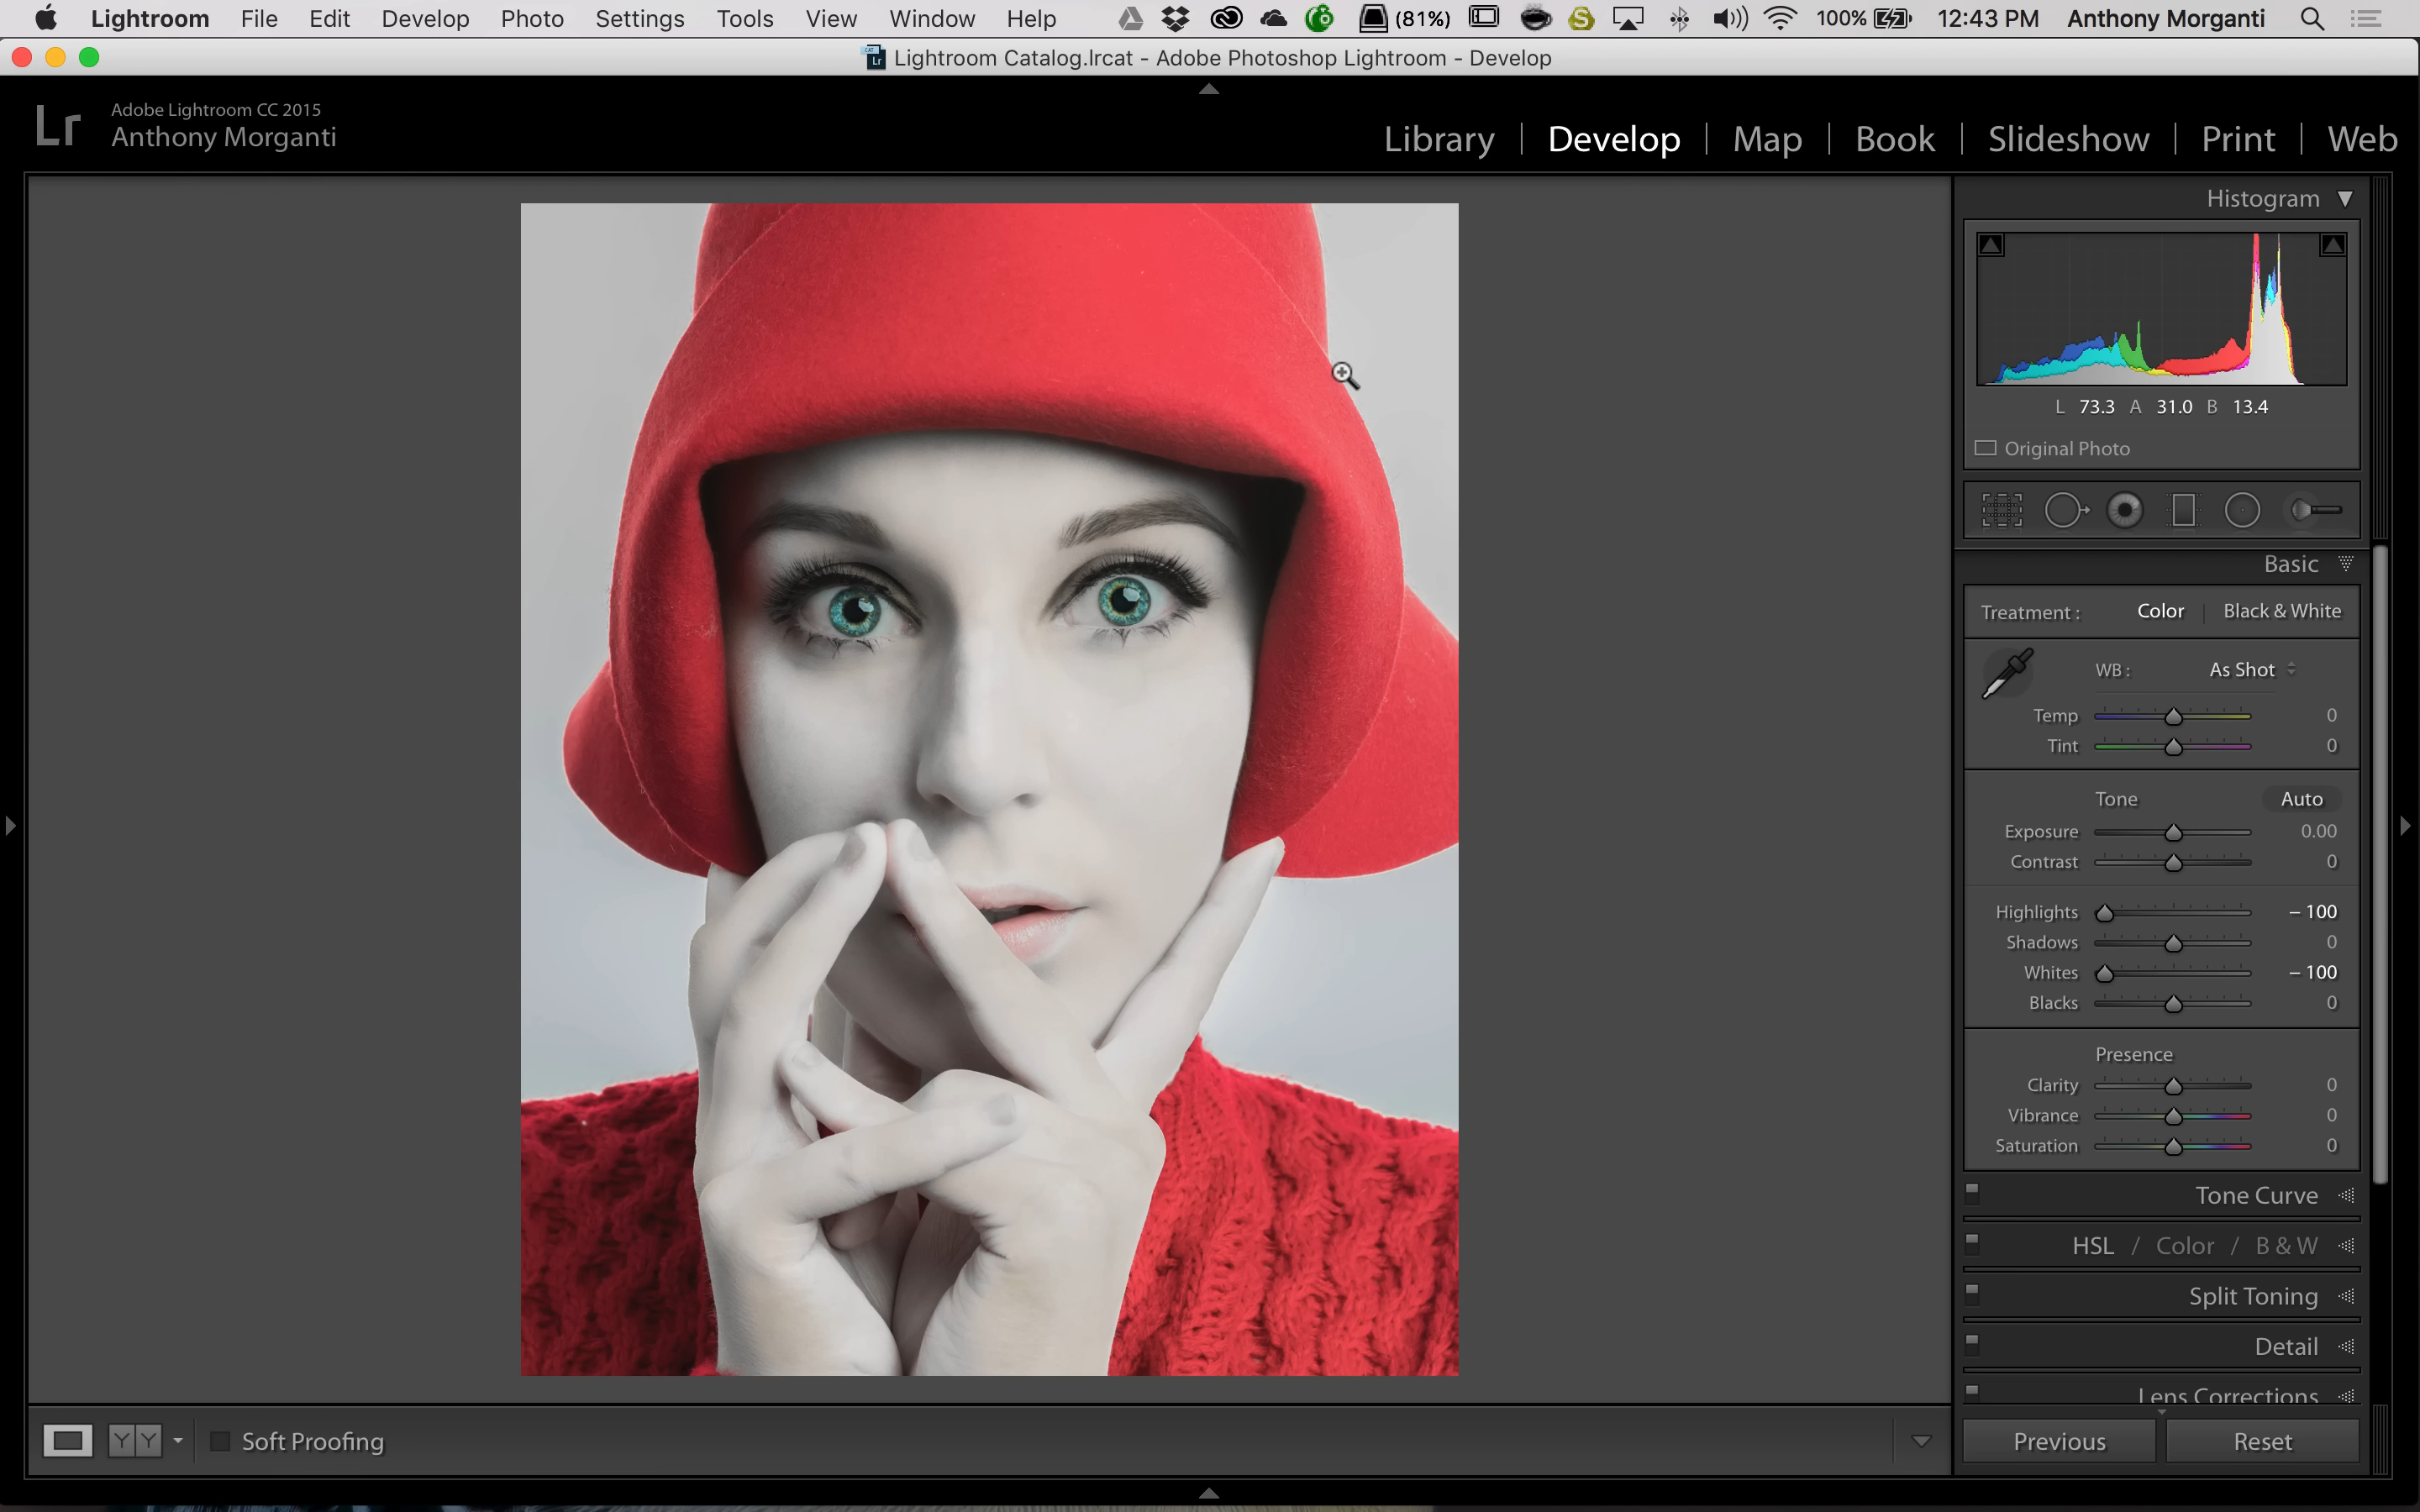 Lightroom File Edit Develop Photo Settings Tools View Window Help (81%) 100% 12:43 PM Anthony Morganti
Lightroom Catalog.lrcat - Adobe Photoshop Lightroom - Develop
Lr
Adobe Lightroom CC 2015
Anthony Morganti
Library | Develop | Map | Book | Slideshow | Print | Web
Histogram
L 73.3 A 31.0 B 13.4
Original Photo
Basic
Treatment : Color | Black & White
WB : As Shot
Temp 0
Tint 0
Tone Auto
Exposure 0.00
Contrast 0
Highlights – 100
Shadows 0
Whites – 100
Blacks 0
Presence
Clarity 0
Vibrance 0
Saturation 0
Tone Curve
HSL / Color / B & W
Split Toning
Detail
Lens Corrections
Y Y Soft Proofing
Previous Reset